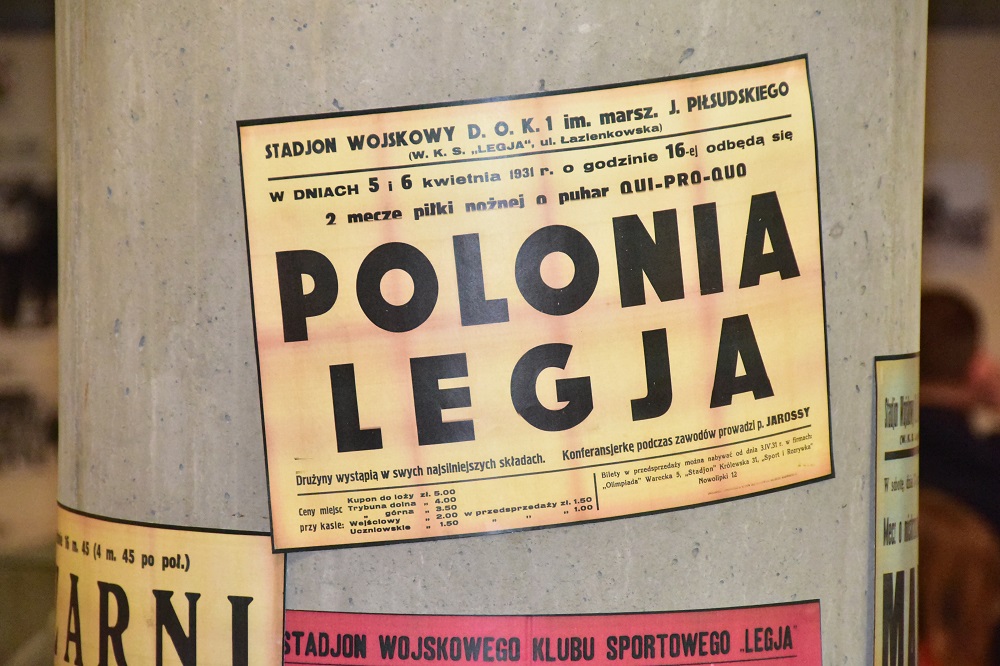 STADJON WOJSKOWY D. O. K. 1 im. marsz. J. PIŁSUDSKIEGO
(W. K. S. „LEGJA”, ul. Łazienkowska)
W DNIACH 5 i 6 kwietnia 1931 r. o godzinie 16-ej odbędą się
2 mecze piłki nożnej o puhar QUI-PRO-QUO
POLONIA
LEGJA
Drużyny wystąpią w swych najsilniejszych składach. Konferansjerkę podczas zawodów prowadzi p. JAROSSY
Ceny miejsc przy kasie:
Kupon do loży zł. 5.00
Trybuna dolna „ 4.00
„ górna „ 3.50
Wejściowy „ 2.00 w przedsprzedaży zł. 1.50
Uczniowskie „ 1.50 „ „ „ 1.00
Bilety w przedsprzedaży można nabywać od dnia 3.IV.31 r. w firmach:
„Olimpiada” Warecka 5, „Stadjon” Królewska 31, „Sport i Rozrywka”
Nowolipki 12
16 m. 45 (4 m. 45 po poł.)
ARNI
STADJON WOJSKOWEGO KLUBU SPORTOWEGO „LEGJA”
Stadjon
(W. K.
W sobotę
Mecz o
MA